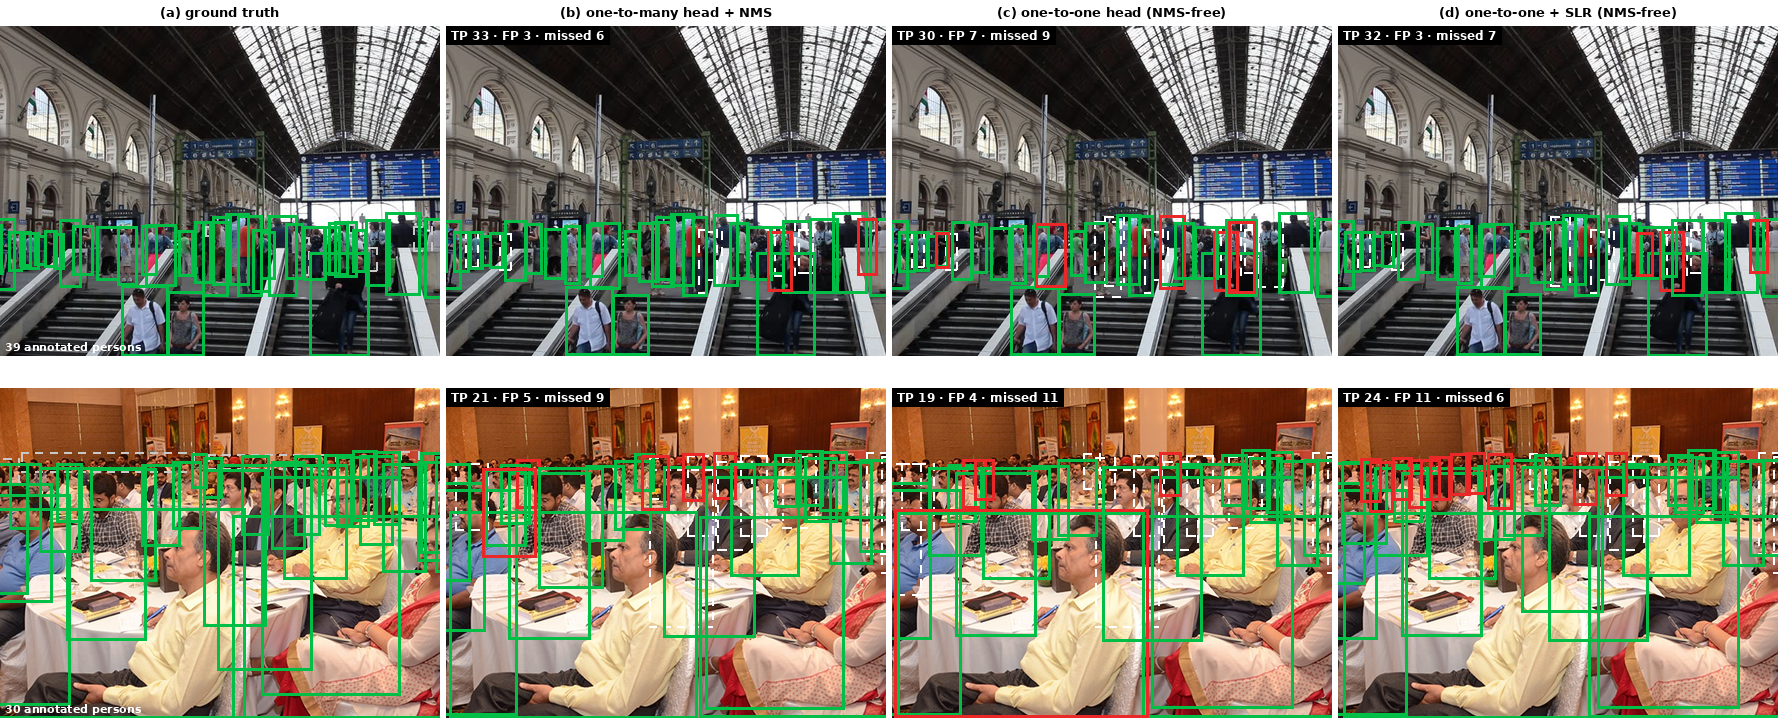 (a) ground truth
(b) one-to-many head + NMS
(c) one-to-one head (NMS-free)
(d) one-to-one + SLR (NMS-free)
TP 33 · FP 3 · missed 6
TP 30 · FP 7 · missed 9
TP 32 · FP 3 · missed 7
39 annotated persons
TP 21 · FP 5 · missed 9
TP 19 · FP 4 · missed 11
TP 24 · FP 11 · missed 6
30 annotated persons